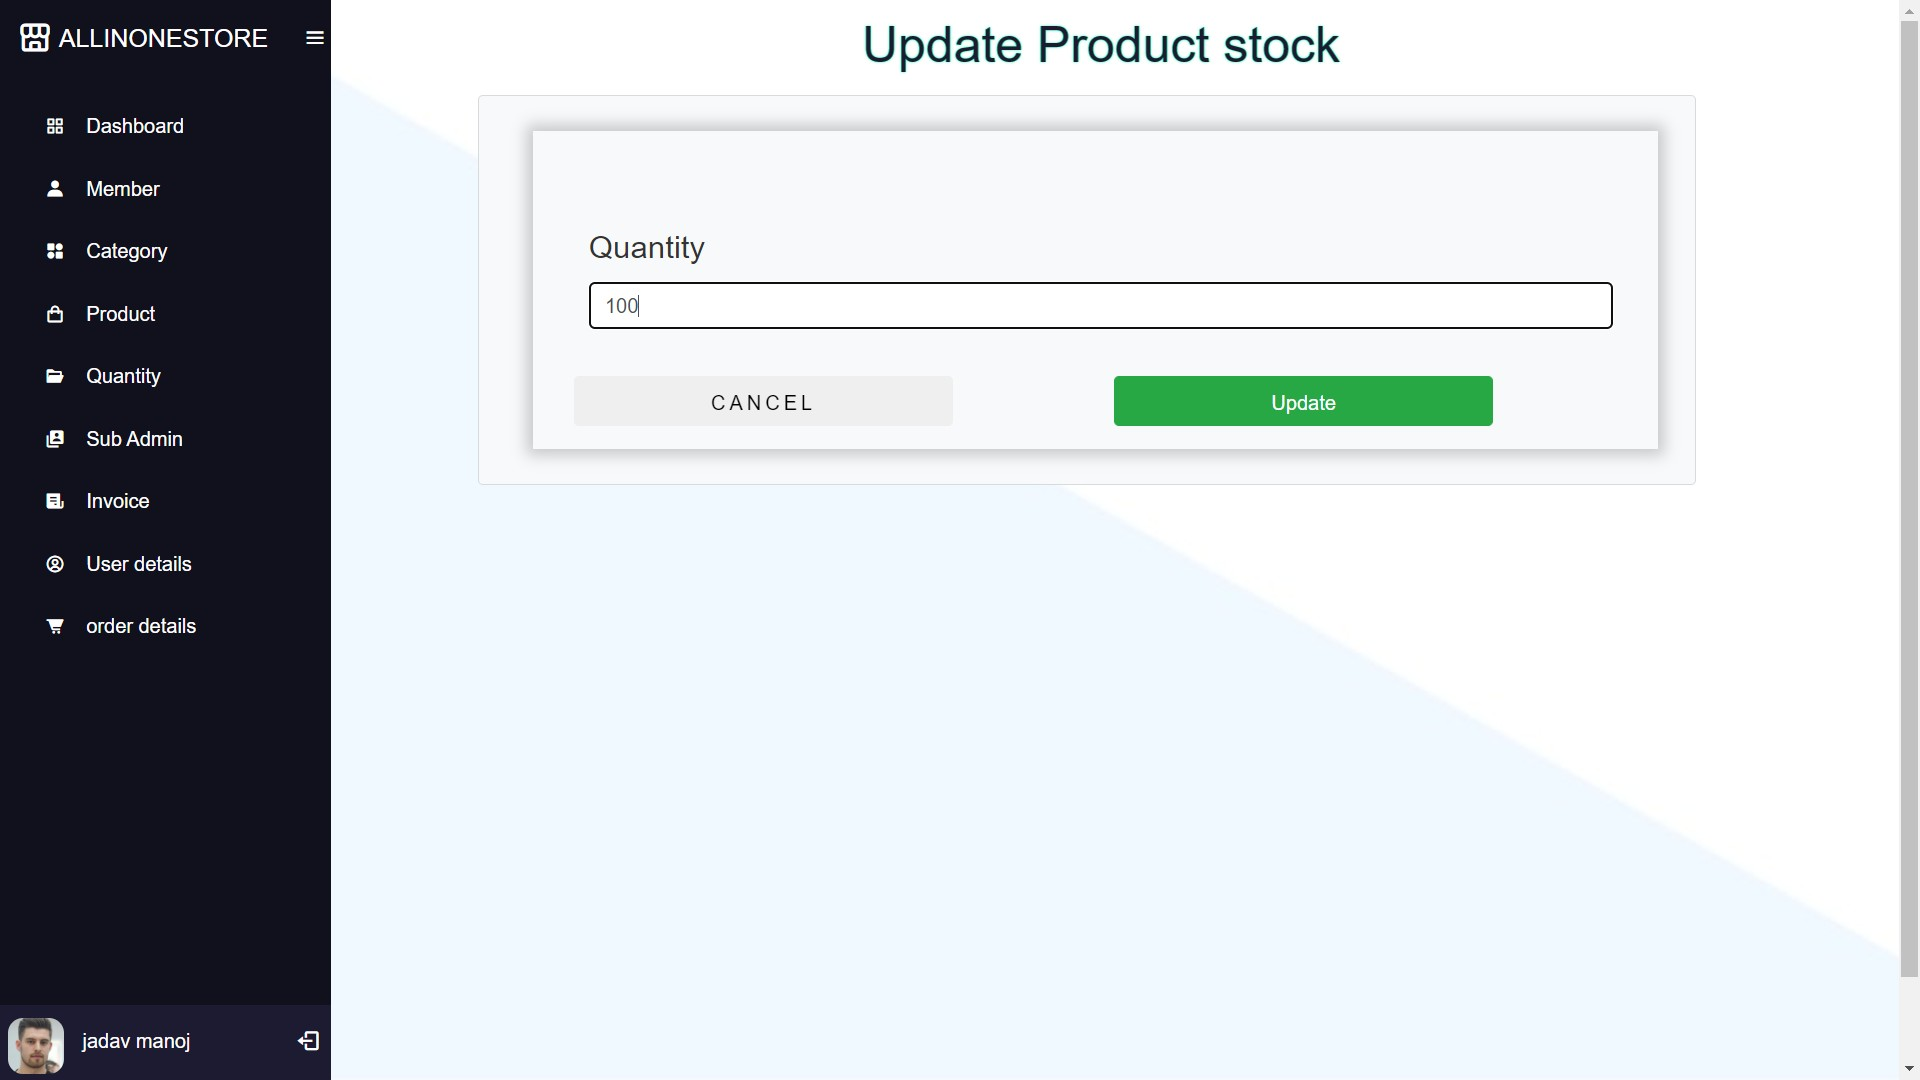 ALLINONESTORE
Dashboard
Member
Category
Product
Quantity
Sub Admin
Invoice
User details
order details
jadav manoj
Update Product stock
Quantity
100
CANCEL
Update